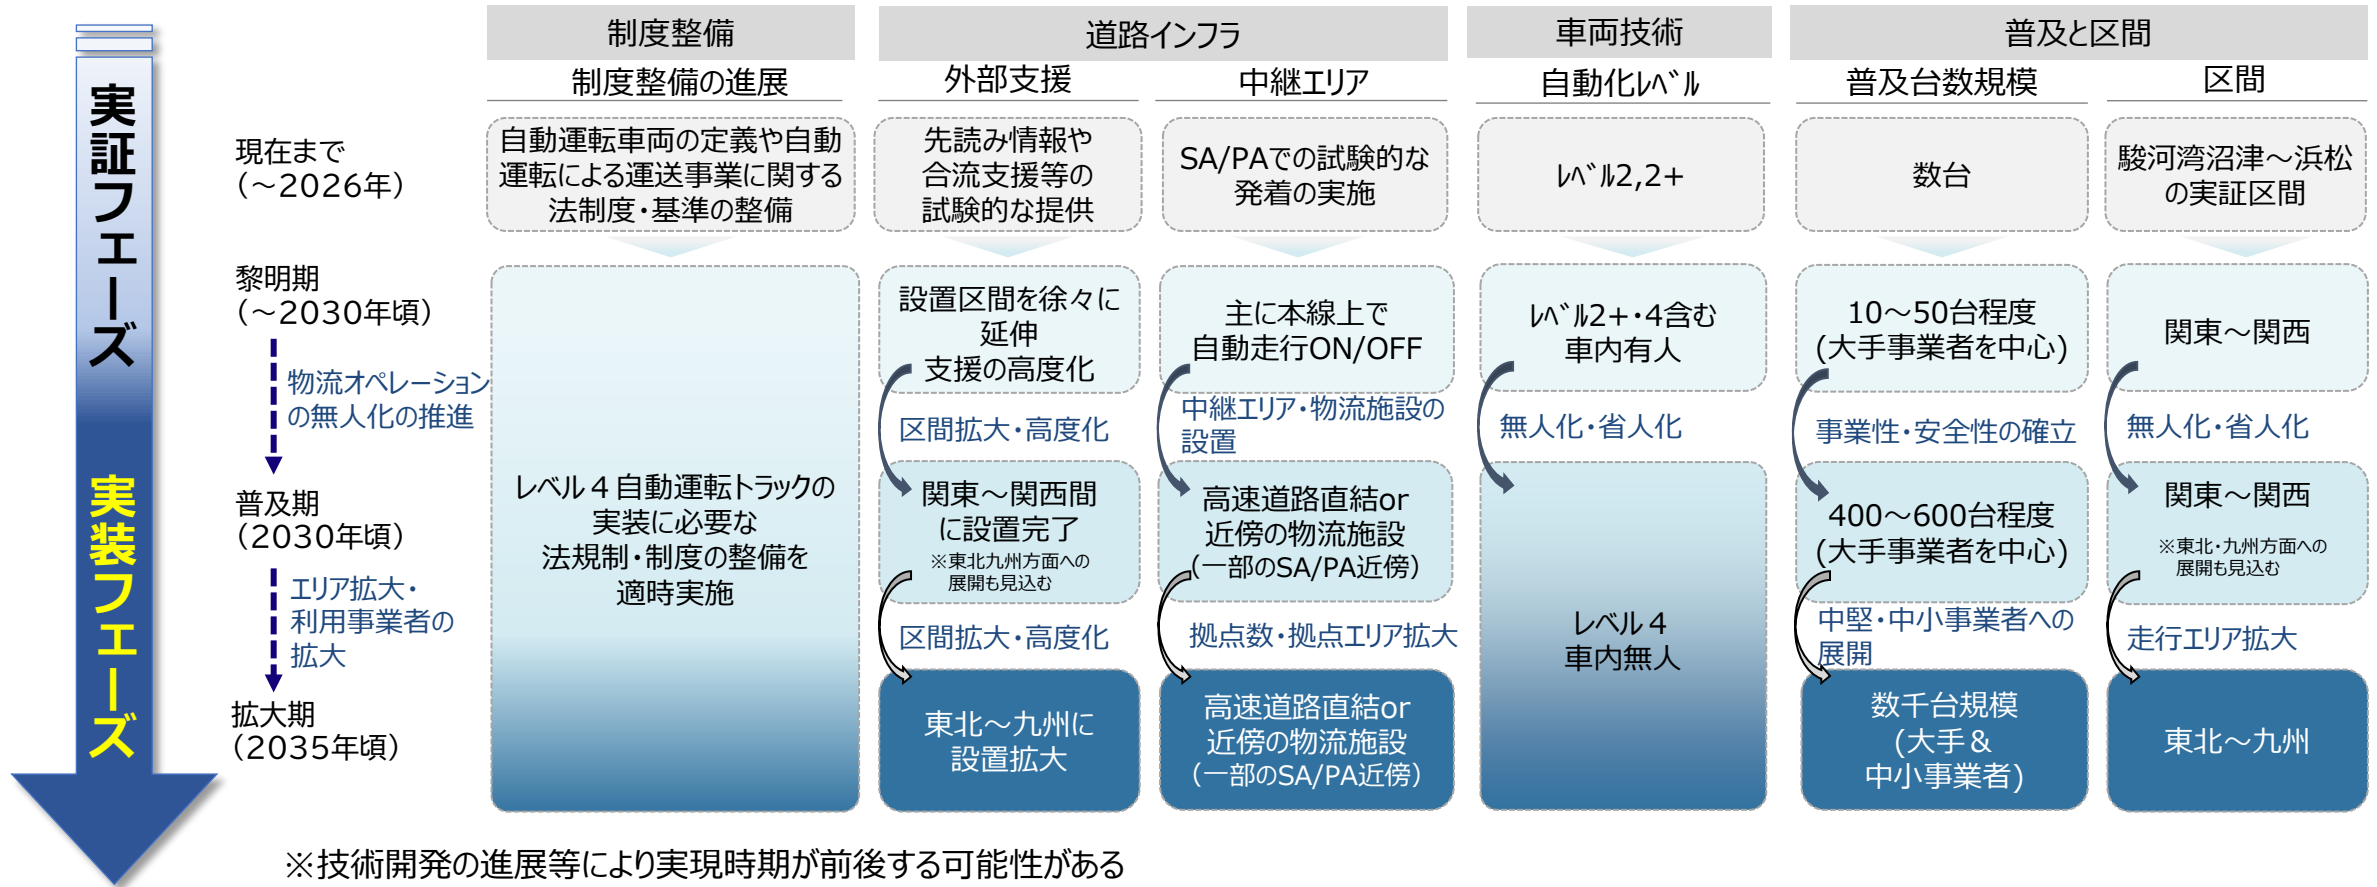 実証フェーズ
実装フェーズ
制度整備
道路インフラ
車両技術
普及と区間
制度整備の進展
外部支援
中継エリア
自動化ﾚﾍﾞﾙ
普及台数規模
区間
現在まで
（～2026年）
自動運転車両の定義や自動
運転による運送事業に関する
法制度・基準の整備
先読み情報や
合流支援等の
試験的な提供
SA/PAでの試験的な
発着の実施
ﾚﾍﾞﾙ2,2+
数台
駿河湾沼津～浜松
の実証区間
黎明期
（～2030年頃）
物流オペレーション
の無人化の推進
普及期
（2030年頃）
エリア拡大・
利用事業者の
拡大
拡大期
（2035年頃）
レベル４自動運転トラックの
実装に必要な
法規制・制度の整備を
適時実施
設置区間を徐々に
延伸
支援の高度化
区間拡大・高度化
関東～関西間
に設置完了
※東北九州方面への
展開も見込む
区間拡大・高度化
東北～九州に
設置拡大
主に本線上で
自動走行ON/OFF
中継エリア・物流施設の
設置
高速道路直結or
近傍の物流施設
（一部のSA/PA近傍）
拠点数・拠点エリア拡大
高速道路直結or
近傍の物流施設
（一部のSA/PA近傍）
ﾚﾍﾞﾙ2+・4含む
車内有人
無人化・省人化
レベル４
車内無人
10～50台程度
(大手事業者を中心)
事業性・安全性の確立
400～600台程度
(大手事業者を中心)
中堅・中小事業者への
展開
数千台規模
(大手＆
中小事業者)
関東～関西
無人化・省人化
関東～関西
※東北・九州方面への
展開も見込む
走行エリア拡大
東北～九州
※技術開発の進展等により実現時期が前後する可能性がある